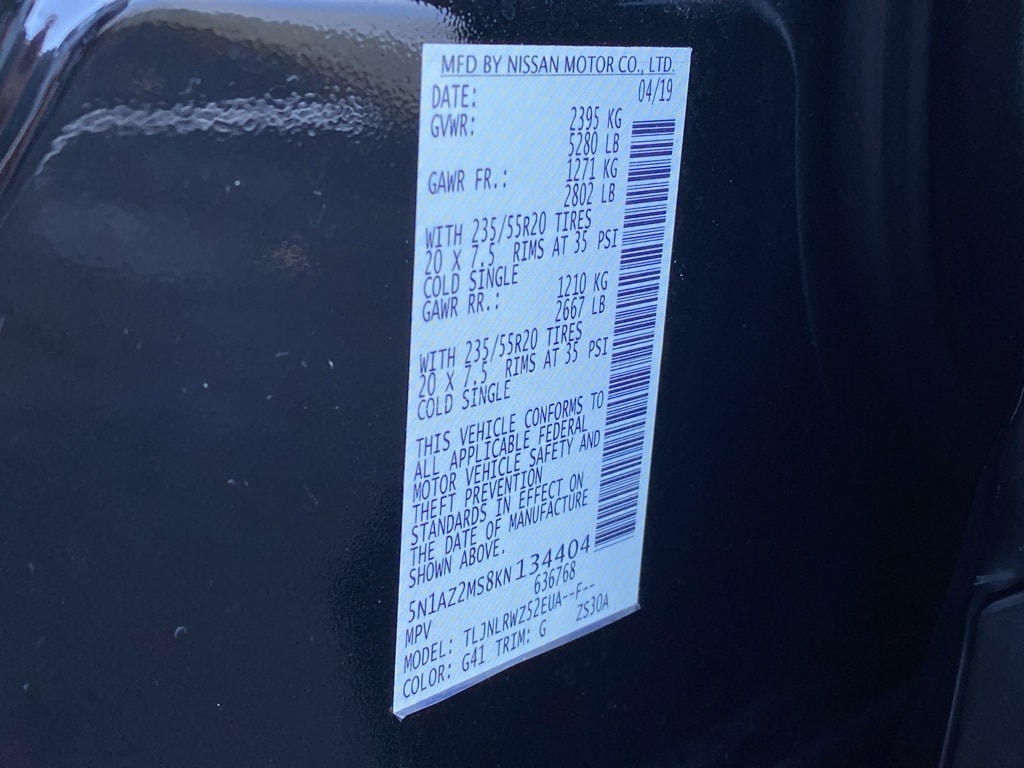 MFD BY NISSAN MOTOR CO., LTD.
DATE: 04/19
GVWR: 2395 KG
5280 LB
GAWR FR.: 1271 KG
2802 LB
WITH 235/55R20 TIRES
20 X 7.5 RIMS AT 35 PSI
COLD SINGLE
GAWR RR.: 1210 KG
2667 LB
WITH 235/55R20 TIRES
20 X 7.5 RIMS AT 35 PSI
COLD SINGLE
THIS VEHICLE CONFORMS TO
ALL APPLICABLE FEDERAL
MOTOR VEHICLE SAFETY AND
THEFT PREVENTION
STANDARDS IN EFFECT ON
THE DATE OF MANUFACTURE
SHOWN ABOVE.
5N1AZ2MS8KN134404
MPV 636768
MODEL: TLJNLRWZ52EUA--F--
COLOR: G41 TRIM: G ZS30A